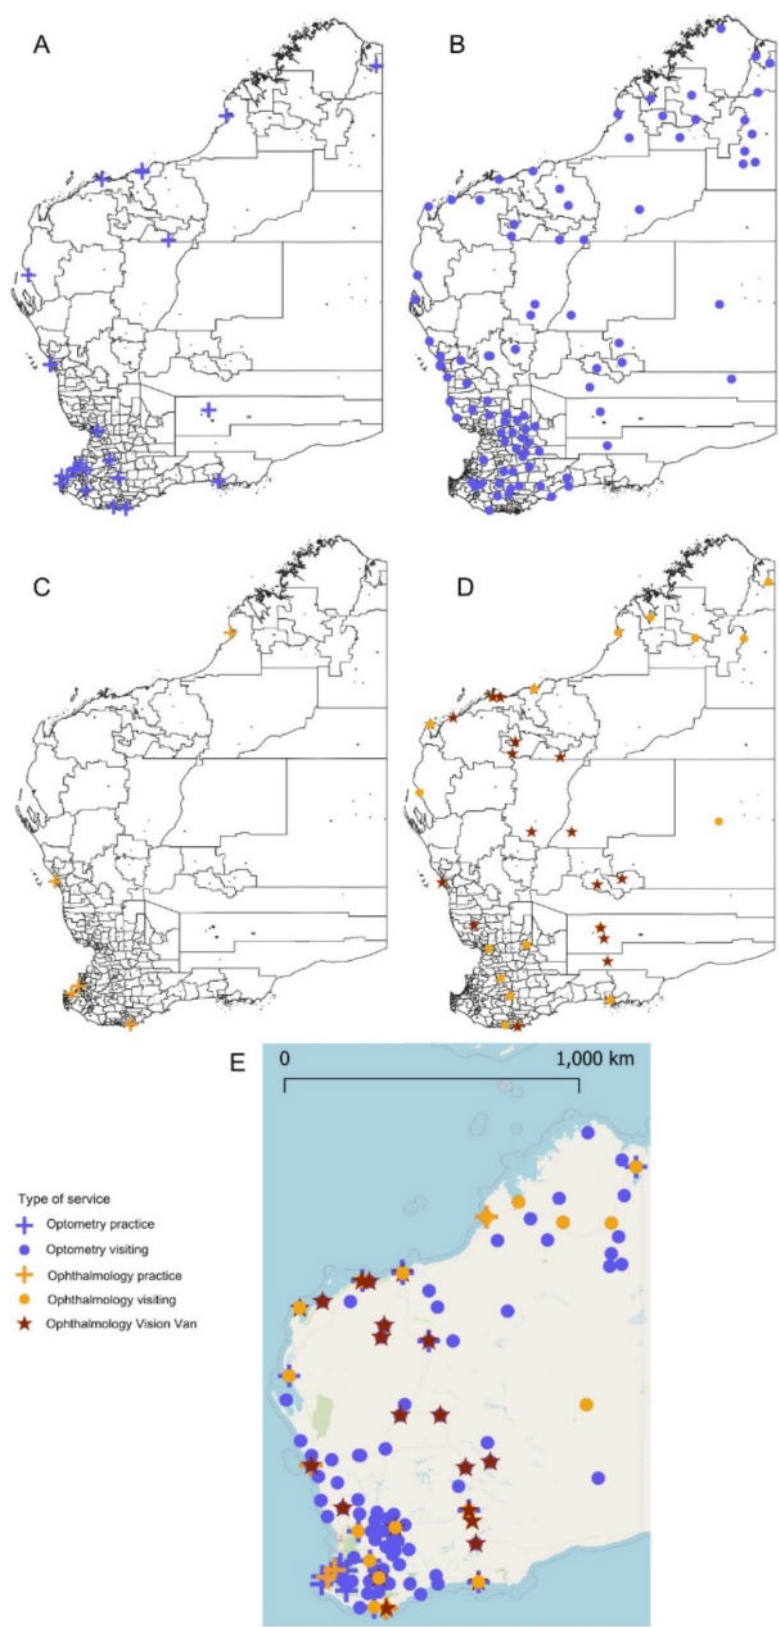 A
B
C
D
E
0 1,000 km
Type of service
Optometry practice
Optometry visiting
Ophthalmology practice
Ophthalmology visiting
Ophthalmology Vision Van